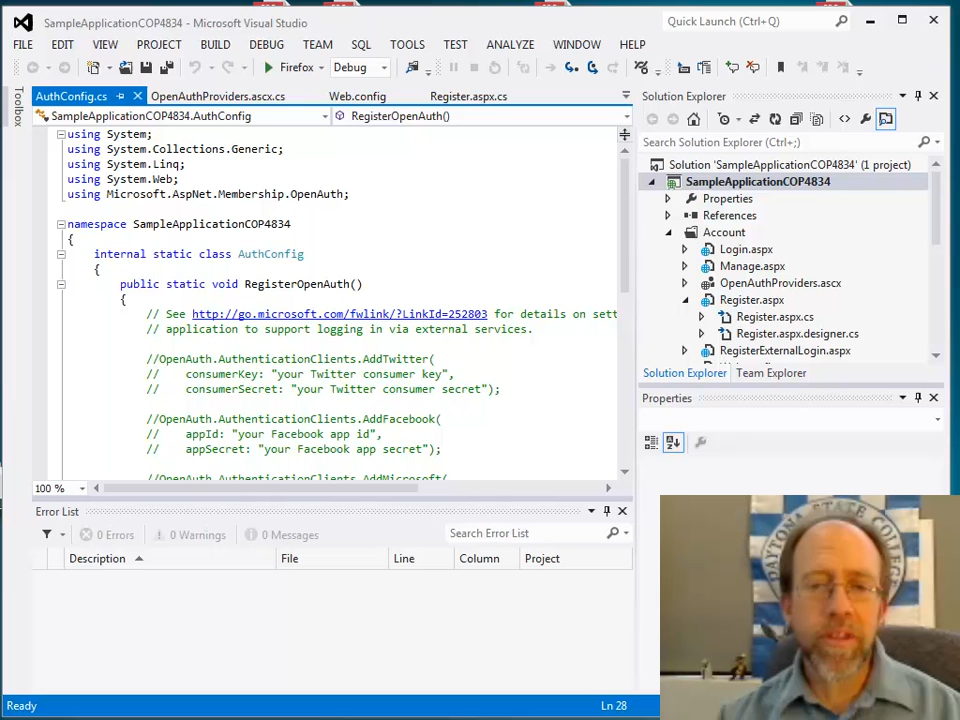 SampleApplicationCOP4834 - Microsoft Visual Studio
Quick Launch (Ctrl+Q)
FILE EDIT VIEW PROJECT BUILD DEBUG TEAM SQL TOOLS TEST ANALYZE WINDOW HELP
Firefox Debug
Toolbox
AuthConfig.cs OpenAuthProviders.ascx.cs Web.config Register.aspx.cs
SampleApplicationCOP4834.AuthConfig RegisterOpenAuth()
using System;
using System.Collections.Generic;
using System.Linq;
using System.Web;
using Microsoft.AspNet.Membership.OpenAuth;
namespace SampleApplicationCOP4834
{
internal static class AuthConfig
{
public static void RegisterOpenAuth()
{
// See http://go.microsoft.com/fwlink/?LinkId=252803 for details on sett
// application to support logging in via external services.
//OpenAuth.AuthenticationClients.AddTwitter(
// consumerKey: "your Twitter consumer key",
// consumerSecret: "your Twitter consumer secret");
//OpenAuth.AuthenticationClients.AddFacebook(
// appId: "your Facebook app id",
// appSecret: "your Facebook app secret");
//OpenAuth.AuthenticationClients.AddMicrosoft(
100 %
Error List
0 Errors 0 Warnings 0 Messages Search Error List
Description File Line Column Project
Solution Explorer
Search Solution Explorer (Ctrl+;)
Solution 'SampleApplicationCOP4834' (1 project)
SampleApplicationCOP4834
Properties
References
Account
Login.aspx
Manage.aspx
OpenAuthProviders.ascx
Register.aspx
Register.aspx.cs
Register.aspx.designer.cs
RegisterExternalLogin.aspx
Solution Explorer Team Explorer
Properties
DAYTONA STATE COLLEGE
Ready Ln 28